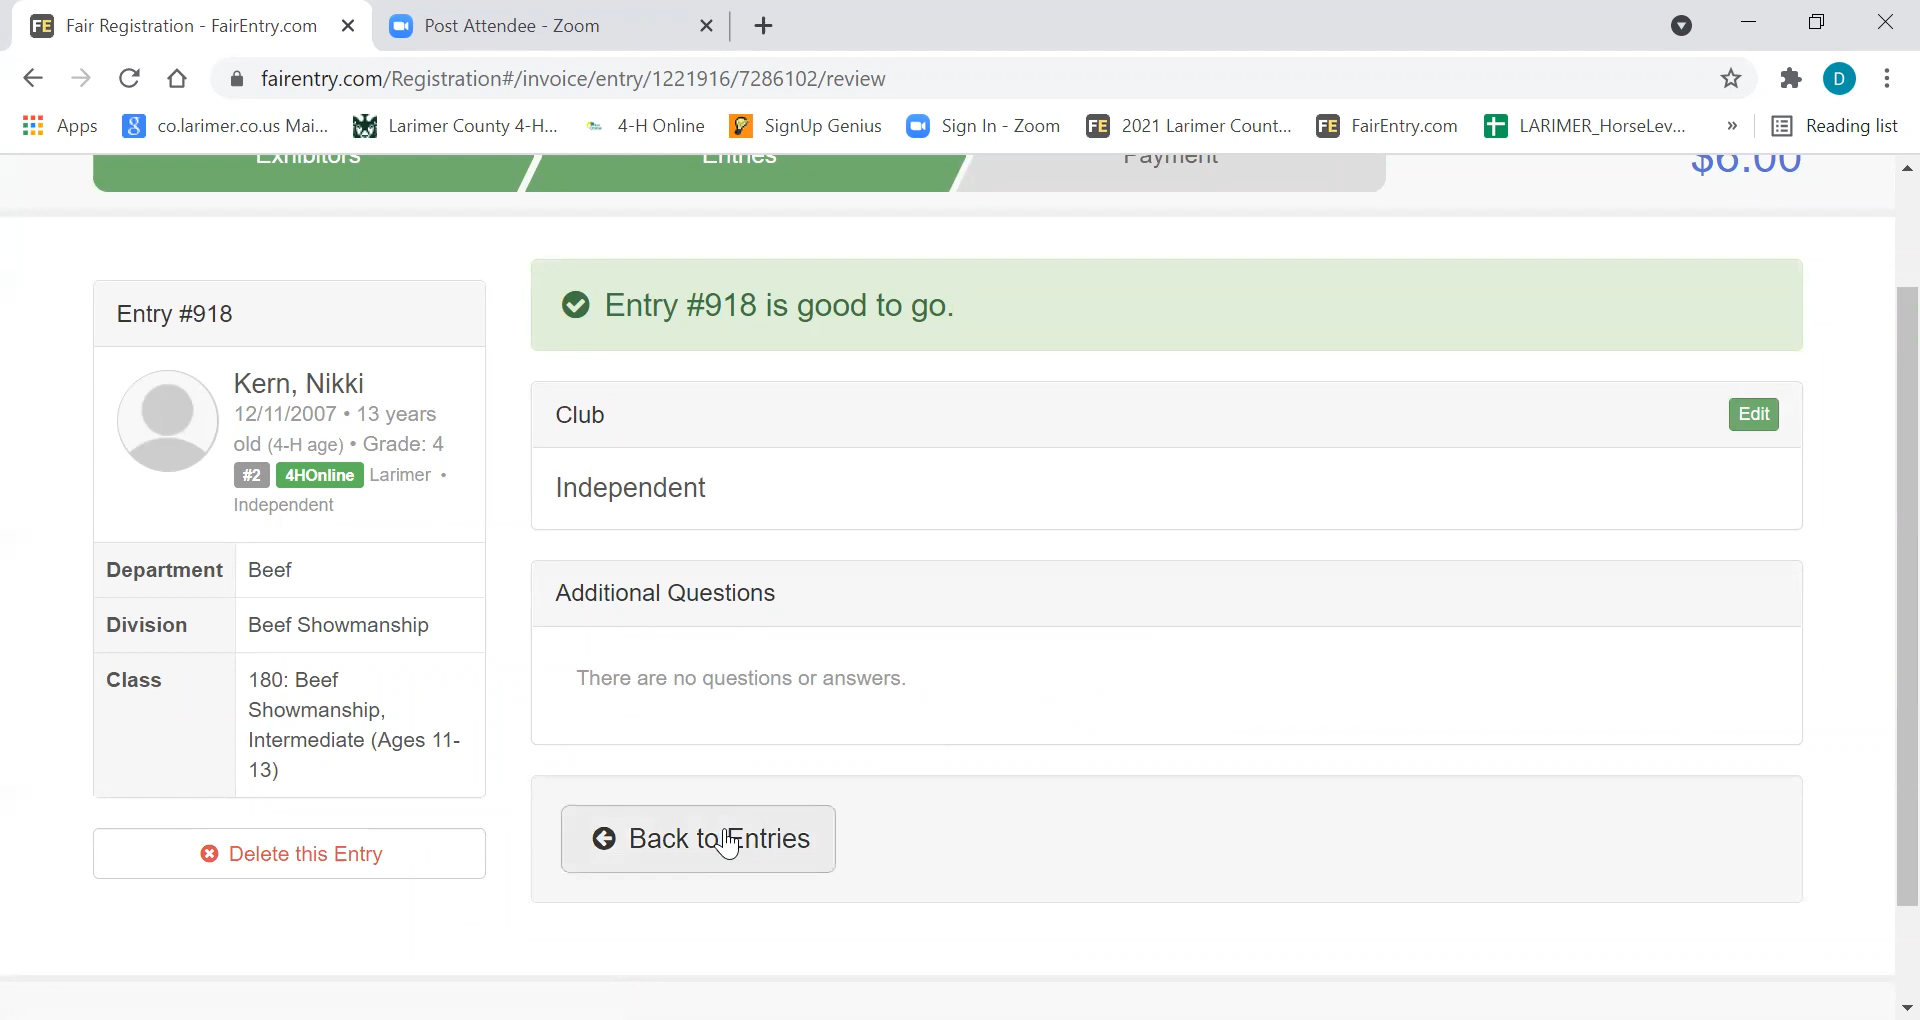 Fair Registration - FairEntry.com
Post Attendee - Zoom
fairentry.com/Registration#/invoice/entry/1221916/7286102/review
D
Apps
co.larimer.co.us Mai...
Larimer County 4-H...
4-H Online
SignUp Genius
Sign In - Zoom
2021 Larimer Count...
FairEntry.com
LARIMER_HorseLev...
»
Reading list
Exhibitors
Entries
Payment
$6.00
Entry #918
Kern, Nikki
12/11/2007 • 13 years
old (4-H age) • Grade: 4
#2 4HOnline Larimer •
Independent
Department Beef
Division Beef Showmanship
Class 180: Beef
Showmanship,
Intermediate (Ages 11-
13)
Delete this Entry
Entry #918 is good to go.
Club
Edit
Independent
Additional Questions
There are no questions or answers.
Back to Entries